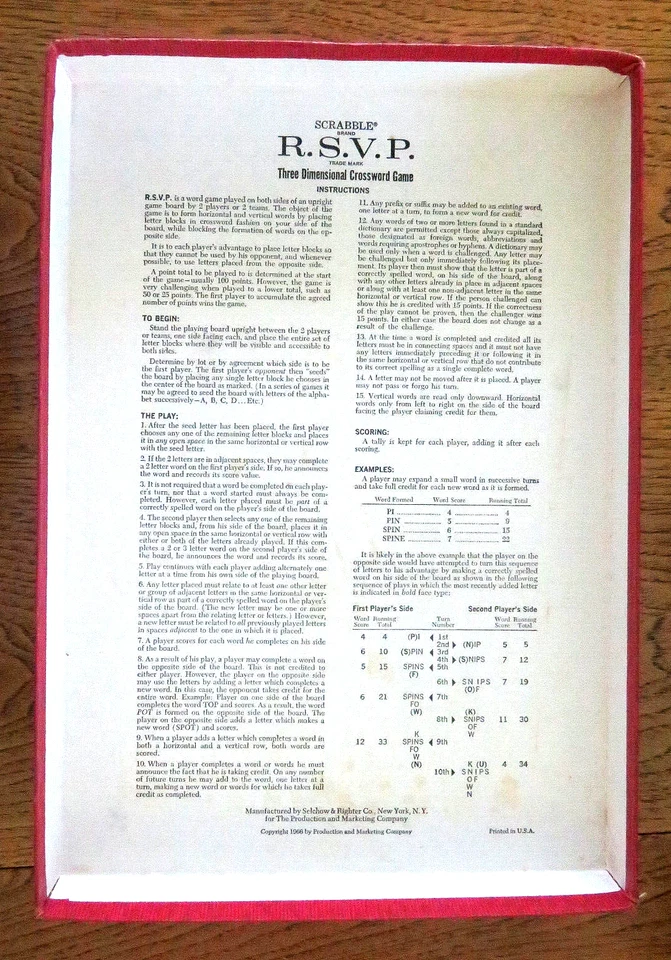 SCRABBLE®
BRAND
R.S.V.P.
TRADE MARK
Three Dimensional Crossword Game
INSTRUCTIONS
R.S.V.P. is a word game played on both sides of an upright
game board by 2 players or 2 teams. The object of the
game is to form horizontal and vertical words by placing
letter blocks in crossword fashion on your side of the
board, while blocking the formation of words on the op-
posite side.
It is to each player's advantage to place letter blocks so
that they cannot be used by his opponent, and whenever
possible, to use letters placed from the opposite side.
A point total to be played to is determined at the start
of the game—usually 100 points. However, the game is
very challenging when played to a lower total, such as
50 or 25 points. The first player to accumulate the agreed
number of points wins the game.
TO BEGIN:
Stand the playing board upright between the 2 players
or teams, one side facing each, and place the entire set of
letter blocks where they will be visible and accessible to
both sides.
Determine by lot or by agreement which side is to be
the first player. The first player's opponent then "seeds"
the board by placing any single letter block he chooses in
the center of the board as marked. (In a series of games it
may be agreed to seed the board with letters of the alpha-
bet successively—A, B, C, D...Etc.)
THE PLAY:
1. After the seed letter has been placed, the first player
chooses any one of the remaining letter blocks and places
it in any open space in the same horizontal or vertical row
with the seed letter.
2. If the 2 letters are in adjacent spaces, they may complete
a 2 letter word on the first player's side. If so, he announces
the word and records its score value.
3. It is not required that a word be completed on each play-
er's turn, nor that a word started must always be com-
pleted. However, each letter placed must be part of a
correctly spelled word on the player's side of the board.
4. The second player then selects any one of the remaining
letter blocks and, from his side of the board, places it in
any open space in the same horizontal or vertical row with
either or both of the letters already played. If this com-
pletes a 2 or 3 letter word on the second player's side of
the board, he announces the word and records its score.
5. Play continues with each player adding alternately one
letter at a time from his own side of the playing board.
6. Any letter placed must relate to at least one other letter
or group of adjacent letters in the same horizontal or ver-
tical row as part of a correctly spelled word on the player's
side of the board. (The new letter may be one or more
spaces apart from the relating letter or letters.) However,
a new letter must be related to all previously played letters
in spaces adjacent to the one in which it is placed.
7. A player scores for each word he completes on his side
of the board.
8. As a result of his play, a player may complete a word on
the opposite side of the board. This is not credited to
either player. However, the player on the opposite side
may use the letters by adding a letter which completes a
new word. In this case, the opponent takes credit for the
entire word. Example: Player on one side of the board
completes the word TOP and scores. As a result, the word
POT is formed on the opposite side of the board. The
player on the opposite side adds a letter which makes a
new word (SPOT) and scores.
9. When a player adds a letter which completes a word in
both a horizontal and a vertical row, both words are
scored.
10. When a player completes a word or words he must
announce the fact that he is taking credit. On any number
of future turns he may add to the word, one letter at a
turn, making a new word or words for which he takes full
credit as completed.
11. Any prefix or suffix may be added to an existing word,
one letter at a turn, to form a new word for credit.
12. Any words of two or more letters found in a standard
dictionary are permitted except those always capitalized,
those designated as foreign words, abbreviations and
words requiring apostrophes or hyphens. A dictionary may
be used only when a word is challenged. Any letter may
be challenged but only immediately following its place-
ment. Its player then must show that the letter is part of a
correctly spelled word, on his side of the board, along
with any other letters already in place in adjacent spaces
or along with at least one non-adjacent letter in the same
horizontal or vertical row. If the person challenged can
show this he is credited with 15 points. If the correctness
of the play cannot be proven, then the challenger wins
15 points. In either case the board does not change as a
result of the challenge.
13. At the time a word is completed and credited all its
letters must be in connecting spaces and it must not have
any letters immediately preceding it or following it in
the same horizontal or vertical row that do not contribute
to its correct spelling as a single complete word.
14. A letter may not be moved after it is placed. A player
may not pass or forgo his turn.
15. Vertical words are read only downward. Horizontal
words only from left to right on the side of the board
facing the player claiming credit for them.
SCORING:
A tally is kept for each player, adding it after each
scoring.
EXAMPLES:
A player may expand a small word in successive turns
and take full credit for each new word as it is formed.
Word Formed Word Score Running Total
PI ........... 4 ........... 4
PIN ........... 5 ........... 9
SPIN ........... 6 ........... 15
SPINE ........... 7 ........... 22
It is likely in the above example that the player on the
opposite side would have attempted to turn this sequence
of letters to his advantage by making a correctly spelled
word on his side of the board as shown in the following
sequence of plays in which the most recently added letter
is indicated in bold face type:
First Player's Side Second Player's Side
Word Running Turn Word Running
Score Total Number Score Total
4 4 (P)I ◀ 1st
2nd ▶ (N)IP 5 5
6 10 (S)PIN ◀ 3rd
4th ▶ (S)NIPS 7 12
5 15 SPINS ◀ 5th
(F)
6th ▶ SNIPS 7 19
(O)F
6 21 SPINS ◀ 7th
FO
(W)
(K)
8th ▶ SNIPS 11 30
OF
W
K
12 33 SPINS ◀ 9th
FO
W
(N)
K (U) 4 34
10th ▶ SNIPS
OF
W
N
Manufactured by Selchow & Righter Co., New York, N.Y.
for The Production and Marketing Company
Copyright 1966 by Production and Marketing Company
Printed in U.S.A.